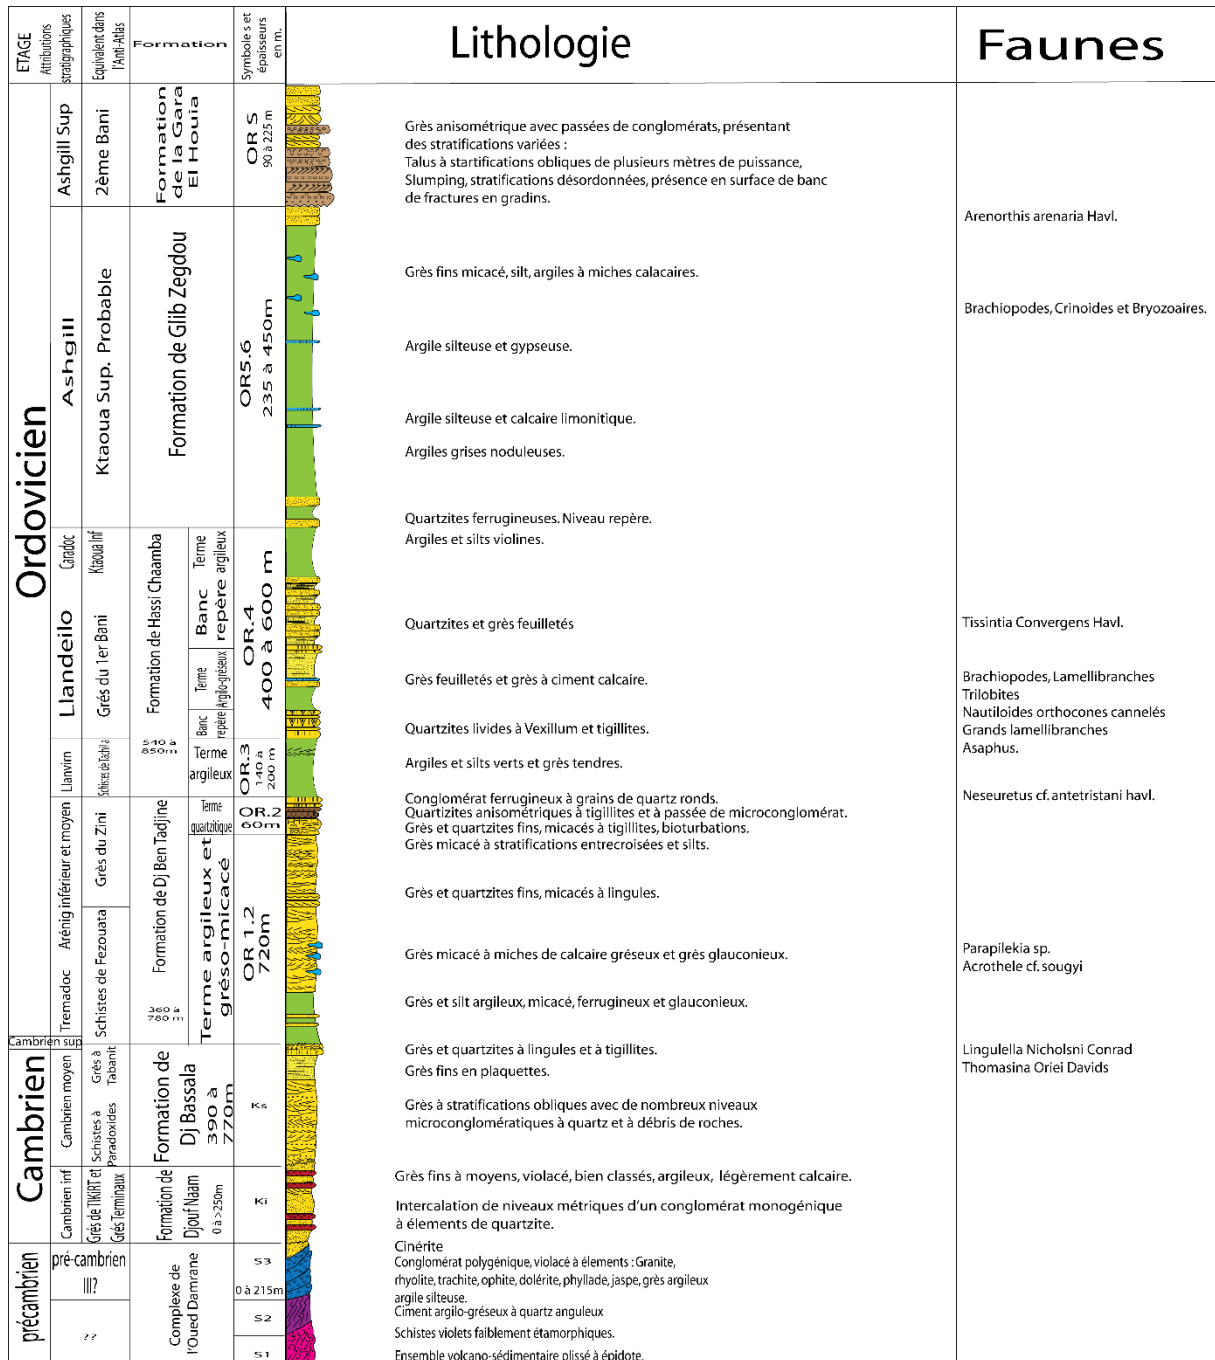 ETAGE
Attributions
stratigraphiques
Equivalent dans
l'Anti-Atlas
Formation
Symbole s et
épaisseurs
en m.
Lithologie
Faunes
Ordovicien
Cambrien
précambrien
Ashgill Sup
2ème Bani
Formation
de la Gara
El Houia
OR S
90 à 225 m
Grès anisométrique avec passées de conglomérats, présentant
des stratifications variées :
Talus à startifications obliques de plusieurs mètres de puissance,
Slumping, stratifications désordonnées, présence en surface de banc
de fractures en gradins.
Ashgill
Ktaoua Sup. Probable
Formation de Glib Zegdou
OR5.6
235 à 450m
Arenorthis arenaria Havl.
Grès fins micacé, silt, argiles à miches calacaires.
Brachiopodes, Crinoides et Bryozoaires.
Argile silteuse et gypseuse.
Argile silteuse et calcaire limonitique.
Argiles grises noduleuses.
Quartzites ferrugineuses. Niveau repère.
Caradoc
Ktaoua Inf
Formation de Hassi Chaamba
540 à
850m
Terme
argileux
OR.4
400 à 600 m
Argiles et silts violines.
Llandeilo
Grés du 1er Bani
Banc
repère
Quartzites et grès feuilletés
Tissintia Convergens Havl.
Terme
Argilo-gréseux
Grès feuilletés et grès à ciment calcaire.
Brachiopodes, Lamellibranches
Trilobites
Nautiloides orthocones cannelés
Grands lamellibranches
Asaphus.
Banc
repère
Quartzites livides à Vexillum et tigillites.
Llanvirn
Schistes de Tachila
Terme
argileux
OR.3
140 à
200 m
Argiles et silts verts et grès tendres.
Arénig inférieur et moyen
Grès du Zini
Formation de Dj Ben Tadjine
360 à
780 m
Terme
quartzitique
OR.2
60m
Conglomérat ferrugineux à grains de quartz ronds.
Quartizites anisométriques à tigillites et à passée de microconglomérat.
Grès et quartzites fins, micacés à tigillites, bioturbations.
Grès micacé à stratifications entrecroisées et silts.
Neseuretus cf. antetristani havl.
Terme argileux et
gréso-micacé
OR 1.2
720m
Grès et quartzites fins, micacés à lingules.
Schistes de Fezouata
Grès micacé à miches de calcaire gréseux et grès glauconieux.
Parapilekia sp.
Acrothele cf. sougyi
Tremadoc
Grès et silt argileux, micacé, ferrugineux et glauconieux.
Cambrien sup
Cambrien moyen
Grès à
Tabanit
Schistes à
Paradoxides
Formation de
Dj Bassala
390 à
770m
Ks
Grès et quartzites à lingules et à tigillites.
Grès fins en plaquettes.
Lingulella Nicholsni Conrad
Thomasina Oriei Davids
Grès à stratifications obliques avec de nombreux niveaux
microconglomératiques à quartz et à débris de roches.
Cambrien inf
Grés de TIKIRT et
Grés Terminaux
Formation de
Djouf Naam
0 à >250m
Ki
Grès fins à moyens, violacé, bien classés, argileux, légèrement calcaire.
Intercalation de niveaux métriques d'un conglomérat monogénique
à élements de quartzite.
pré-cambrien
III?
??
Complexe de
l'Oued Damrane
S3
0 à 215m
S2
S1
Cinérite
Conglomérat polygénique, violacé à élements : Granite,
rhyolite, trachite, ophite, dolérite, phyllade, jaspe, grès argileux
argile silteuse.
Ciment argilo-gréseux à quartz anguleux
Schistes violets faiblement étamorphiques.
Ensemble volcano-sédimentaire plissé à épidote.